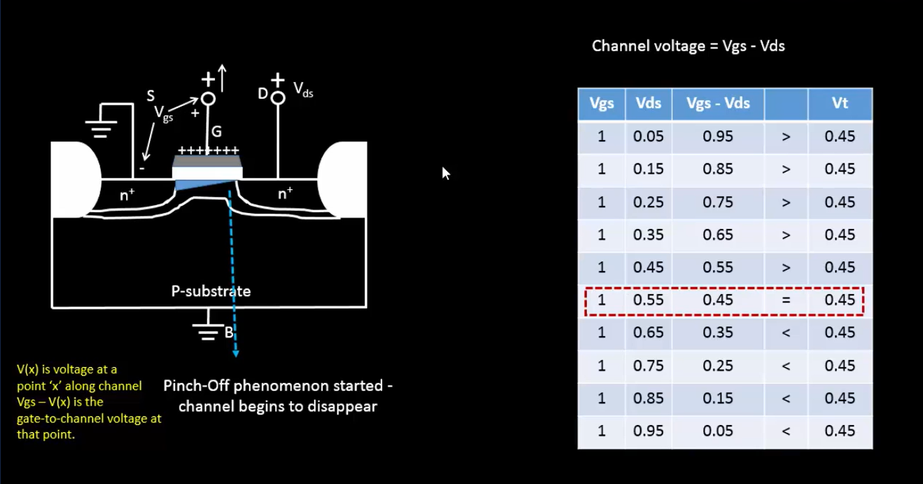 Channel voltage = Vgs - Vds
S
Vgs
+
+
-
G
+++++++
D
+
Vds
n+
n+
P-substrate
B
V(x) is voltage at a
point ‘x’ along channel
Vgs – V(x) is the
gate-to-channel voltage at
that point.
Pinch-Off phenomenon started -
channel begins to disappear
Vgs Vds Vgs - Vds Vt
1 0.05 0.95 > 0.45
1 0.15 0.85 > 0.45
1 0.25 0.75 > 0.45
1 0.35 0.65 > 0.45
1 0.45 0.55 > 0.45
1 0.55 0.45 = 0.45
1 0.65 0.35 < 0.45
1 0.75 0.25 < 0.45
1 0.85 0.15 < 0.45
1 0.95 0.05 < 0.45